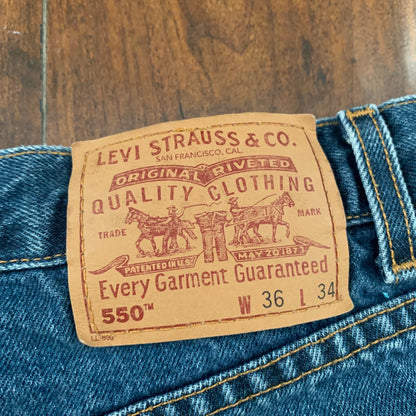 LEVI STRAUSS & CO.
SAN FRANCISCO, CAL.
ORIGINAL RIVETED
QUALITY CLOTHING
TRADE MARK
PATENTED IN U.S. MAY 20 1873
Every Garment Guaranteed
550™ W 36 L 34